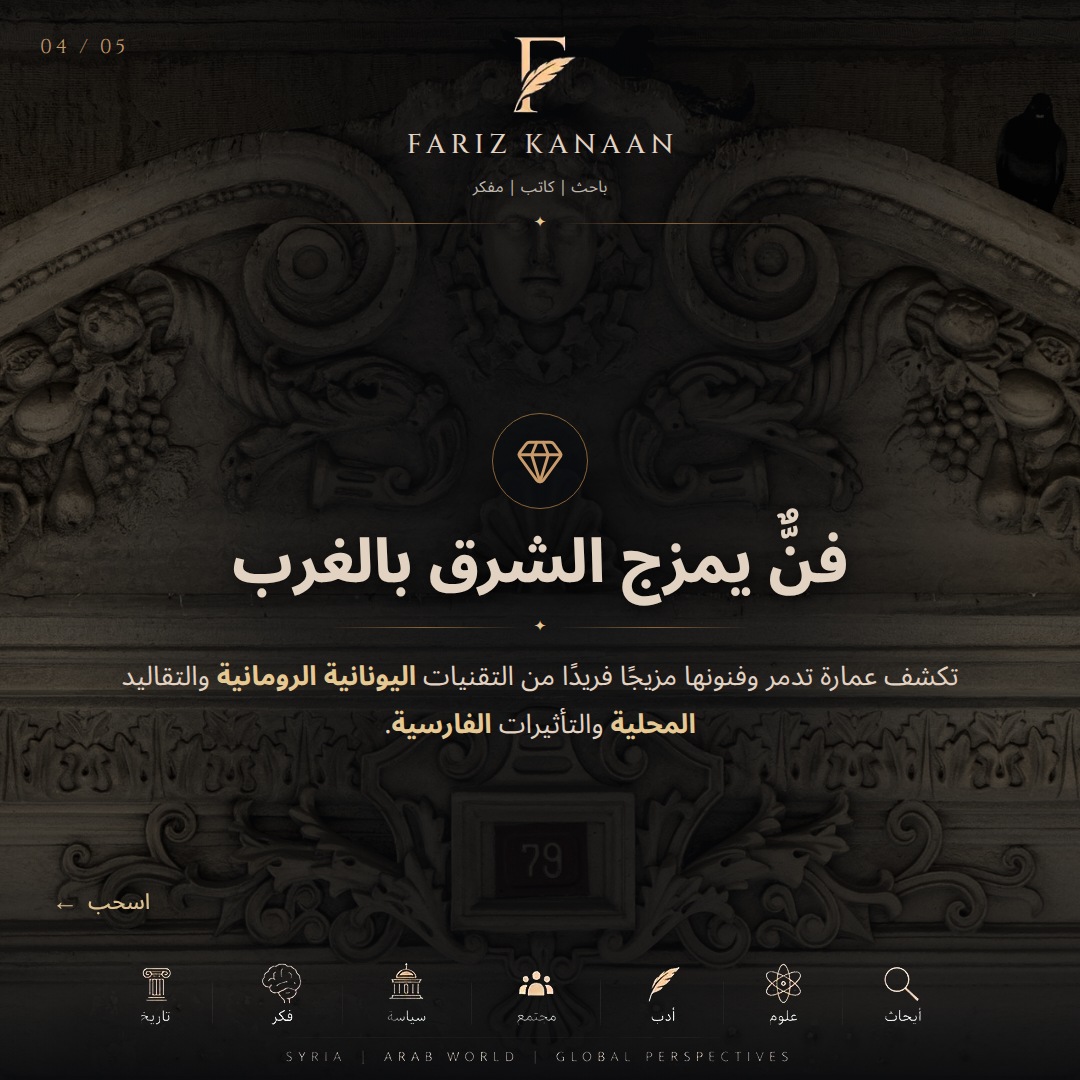 04 / 05
FARIZ KANAAN
باحث | كاتب | مفكر
فنٌّ يمزج الشرق بالغرب
تكشف عمارة تدمر وفنونها مزيجًا فريدًا من التقنيات اليونانية الرومانية والتقاليد
المحلية والتأثيرات الفارسية.
79
اسحب ←
أبحاث علوم أدب مجتمع سياسة فكر تاريخ
SYRIA | ARAB WORLD | GLOBAL PERSPECTIVES